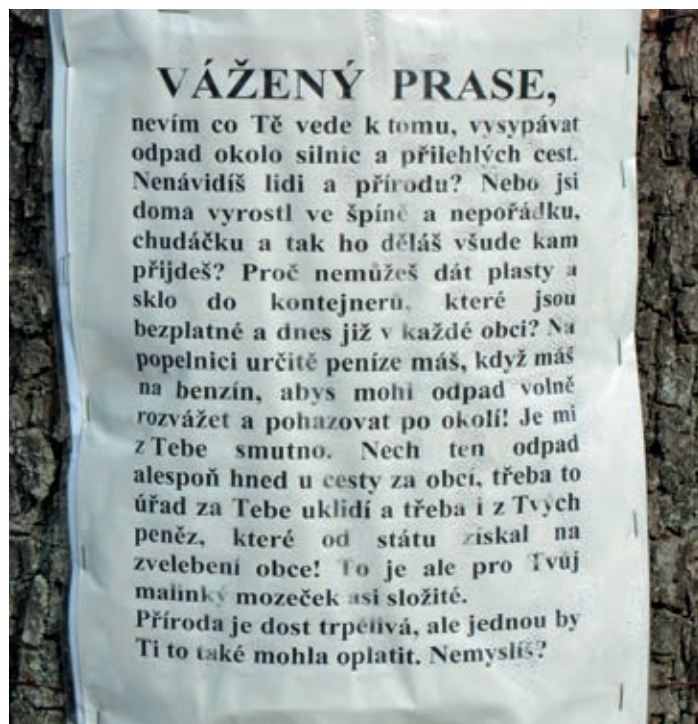 VÁŽENÝ PRASE,
nevím co Tě vede k tomu, vysypávat
odpad okolo silnic a přilehlých cest.
Nenávidíš lidi a přírodu? Nebo jsi
doma vyrostl ve špíně a nepořádku,
chudáčku a tak ho děláš všude kam
přijdeš? Proč nemůžeš dát plasty a
sklo do kontejnerů, které jsou
bezplatné a dnes již v každé obci? Na
popelnici určitě peníze máš, když máš
na benzín, abys mohl odpad volně
rozvážet a pohazovat po okolí! Je mi
z Tebe smutno. Nech ten odpad
alespoň hned u cesty za obcí, třeba to
úřad za Tebe uklidí a třeba i z Tvých
peněz, které od státu získal na
zvelebení obce! To je ale pro Tvůj
malinký mozeček asi složité.
Příroda je dost trpělivá, ale jednou by
Ti to také mohla oplatit. Nemyslíš?